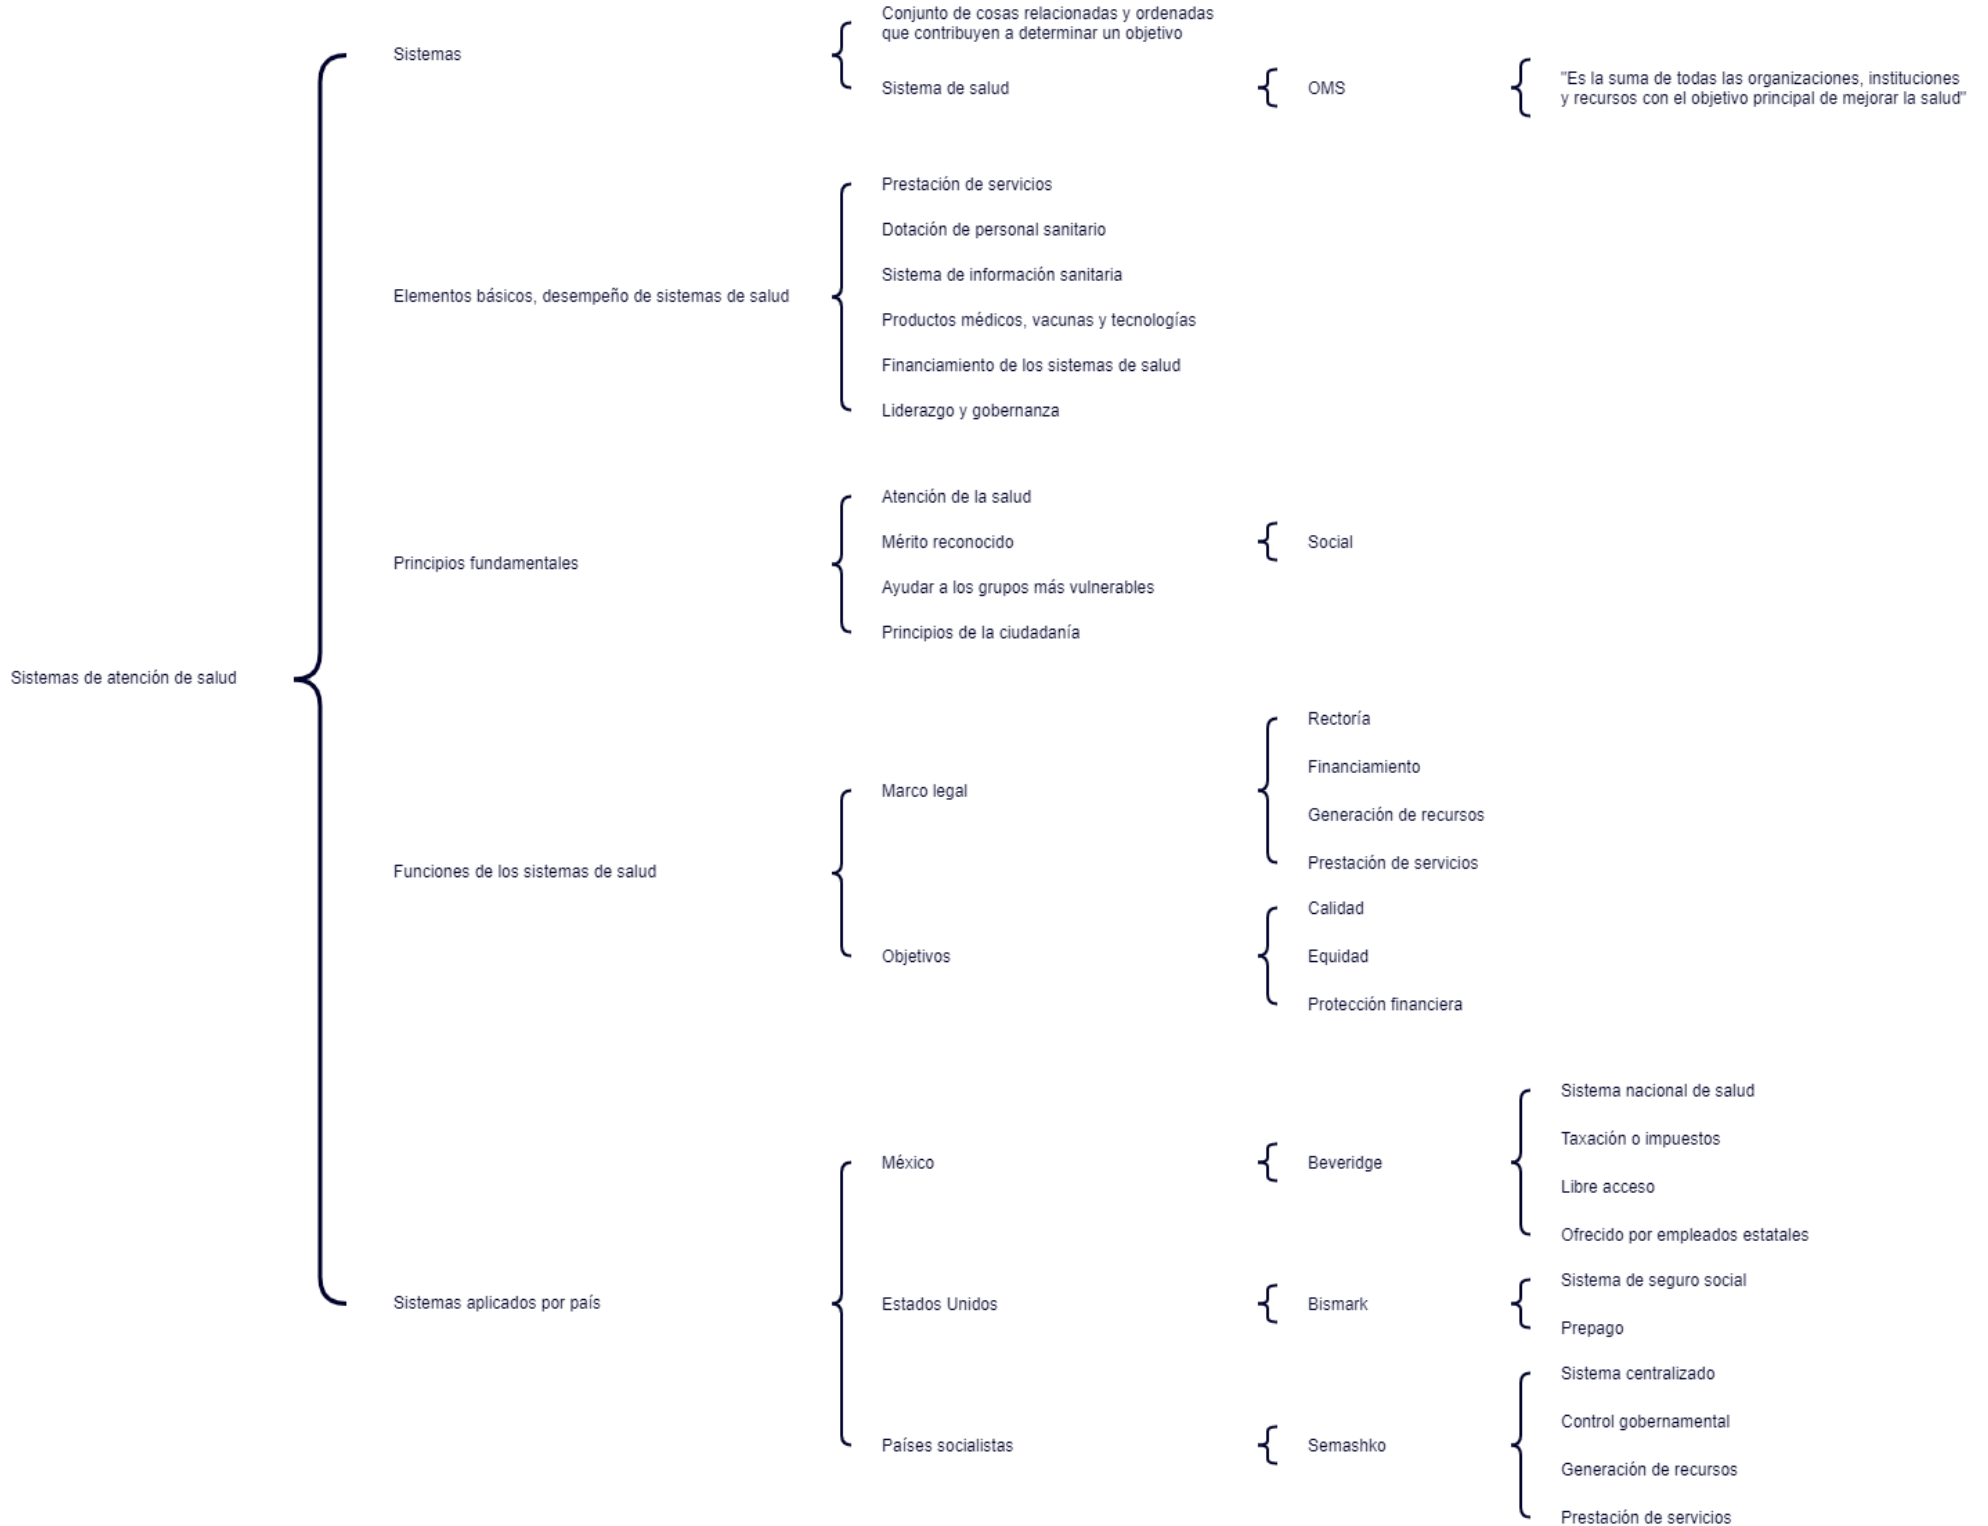 Sistemas de atención de salud
Sistemas
Conjunto de cosas relacionadas y ordenadas
que contribuyen a determinar un objetivo
Sistema de salud
OMS
"Es la suma de todas las organizaciones, instituciones
y recursos con el objetivo principal de mejorar la salud"
Elementos básicos, desempeño de sistemas de salud
Prestación de servicios
Dotación de personal sanitario
Sistema de información sanitaria
Productos médicos, vacunas y tecnologías
Financiamiento de los sistemas de salud
Liderazgo y gobernanza
Principios fundamentales
Atención de la salud
Mérito reconocido
Social
Ayudar a los grupos más vulnerables
Principios de la ciudadanía
Funciones de los sistemas de salud
Marco legal
Rectoría
Financiamiento
Generación de recursos
Prestación de servicios
Objetivos
Calidad
Equidad
Protección financiera
Sistemas aplicados por país
México
Beveridge
Sistema nacional de salud
Taxación o impuestos
Libre acceso
Ofrecido por empleados estatales
Estados Unidos
Bismark
Sistema de seguro social
Prepago
Países socialistas
Semashko
Sistema centralizado
Control gobernamental
Generación de recursos
Prestación de servicios